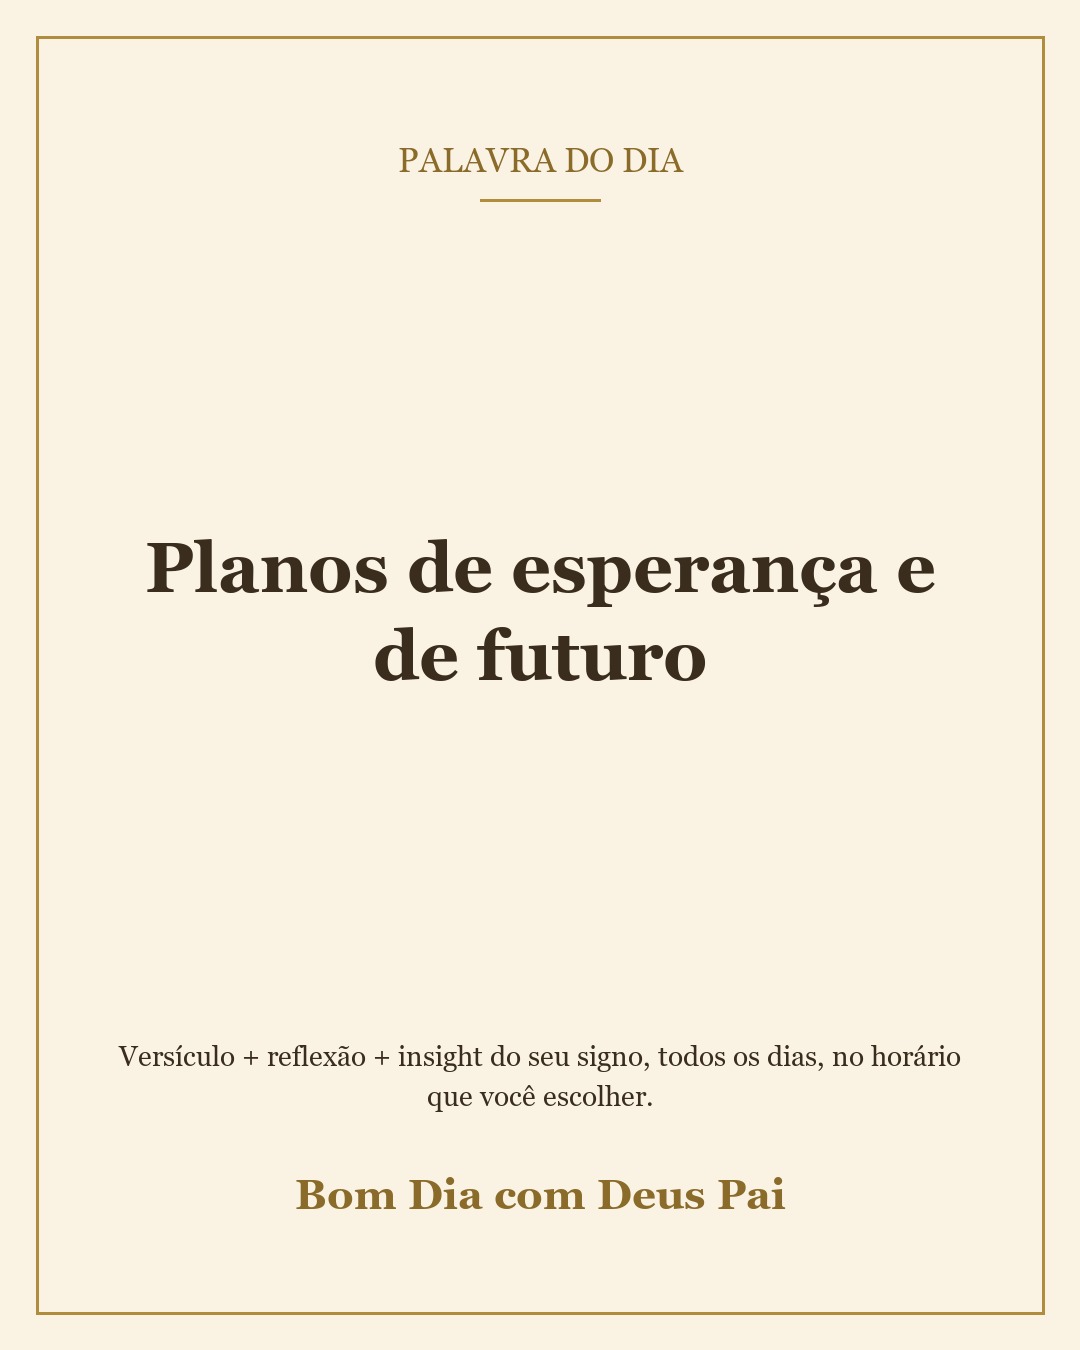 PALAVRA DO DIA
Planos de esperança e
de futuro
Versículo + reflexão + insight do seu signo, todos os dias, no horário
que você escolher.
Bom Dia com Deus Pai